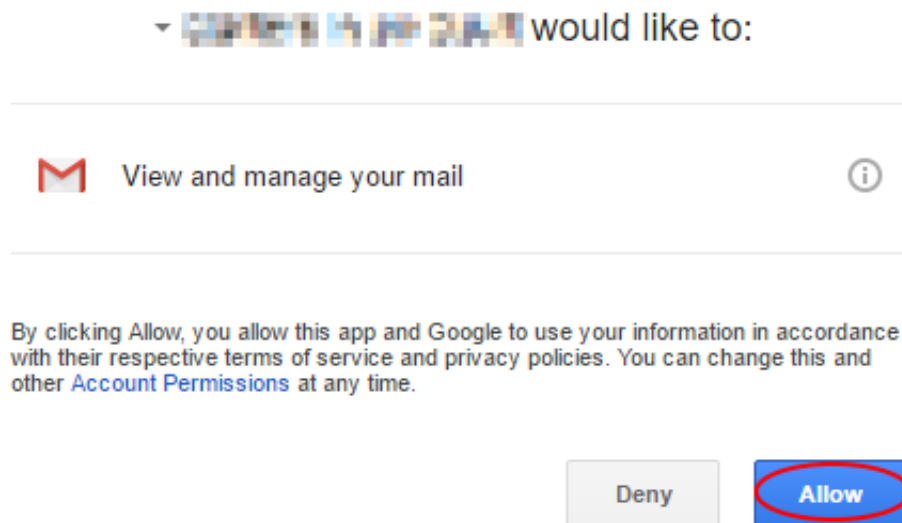 would like to:
View and manage your mail
By clicking Allow, you allow this app and Google to use your information in accordance
with their respective terms of service and privacy policies. You can change this and
other Account Permissions at any time.
Deny Allow